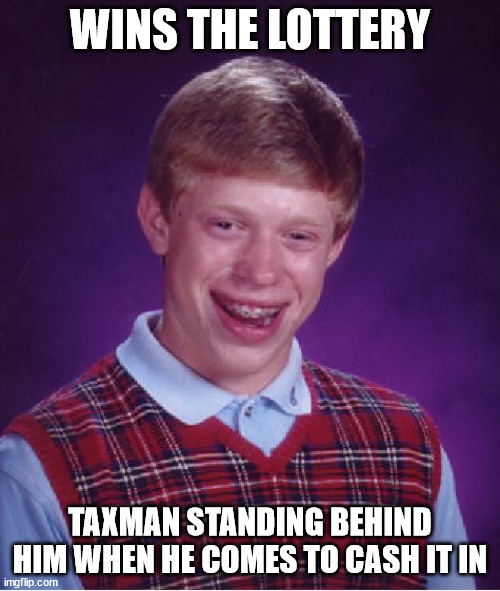 WINS THE LOTTERY
TAXMAN STANDING BEHIND
HIM WHEN HE COMES TO CASH IT IN
imgflip.com